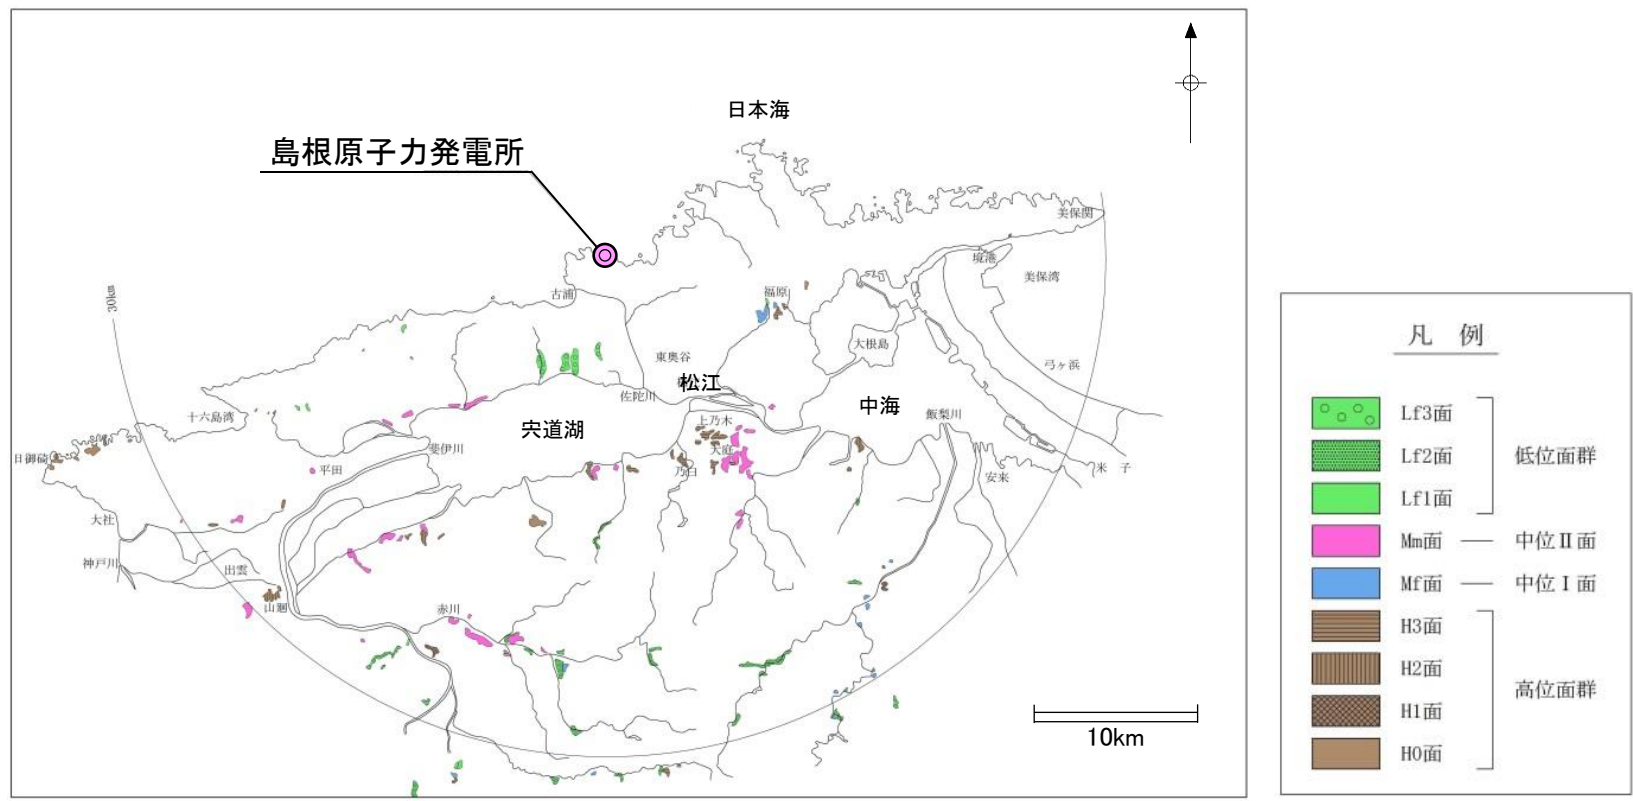 日本海
島根原子力発電所
美保関
境港
美保湾
30km
古浦
福原
大根島
東奥谷
弓ヶ浜
松江
佐陀川
中海
飯梨川
十六島湾
宍道湖
上乃木
大庭
斐伊川
日御碕
平田
乃白
安来
米子
大社
神戸川
出雲
山廻
赤川
10km
凡例
Lf3面
Lf2面
低位面群
Lf1面
Mm面 中位Ⅱ面
Mf面 中位Ⅰ面
H3面
H2面
高位面群
H1面
H0面